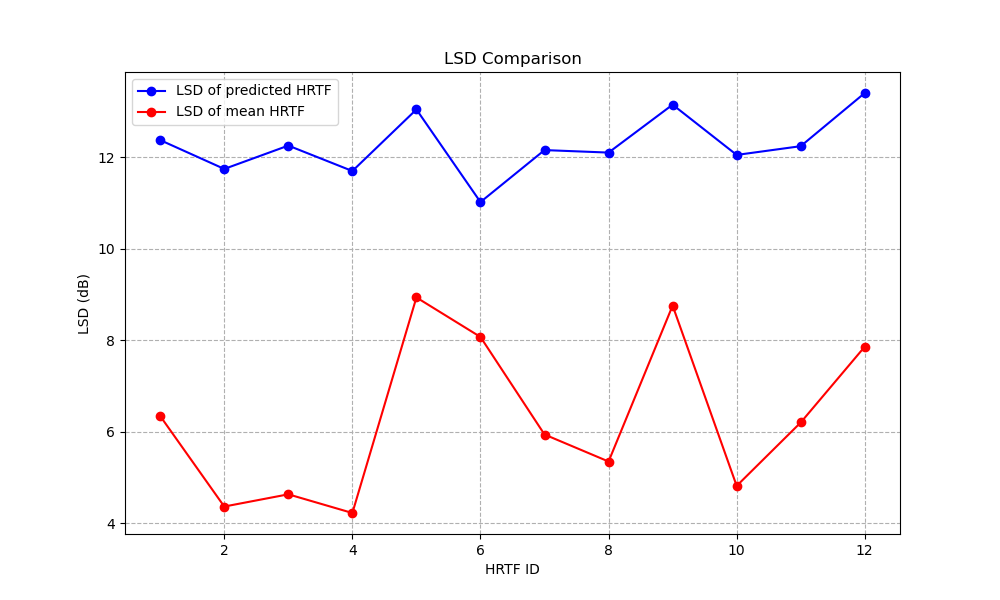 LSD Comparison
LSD of predicted HRTF
LSD of mean HRTF
LSD (dB)
12
10
8
6
4
2 4 6 8 10 12
HRTF ID